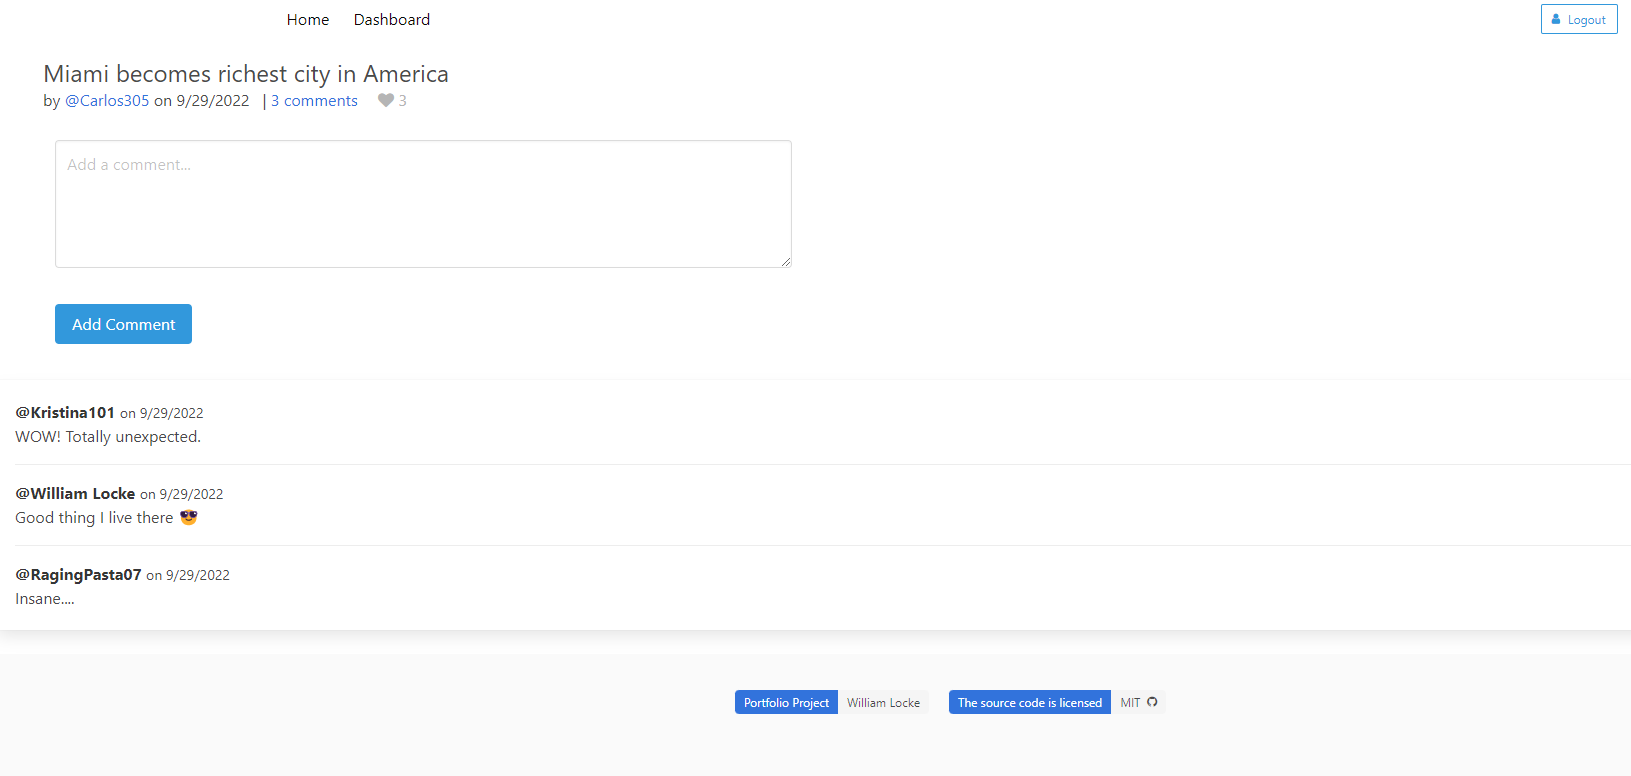 Home Dashboard Logout
Miami becomes richest city in America
by @Carlos305 on 9/29/2022 | 3 comments 3
Add a comment...
Add Comment
@Kristina101 on 9/29/2022
WOW! Totally unexpected.
@William Locke on 9/29/2022
Good thing I live there 😎
@RagingPasta07 on 9/29/2022
Insane....
Portfolio Project William Locke The source code is licensed MIT